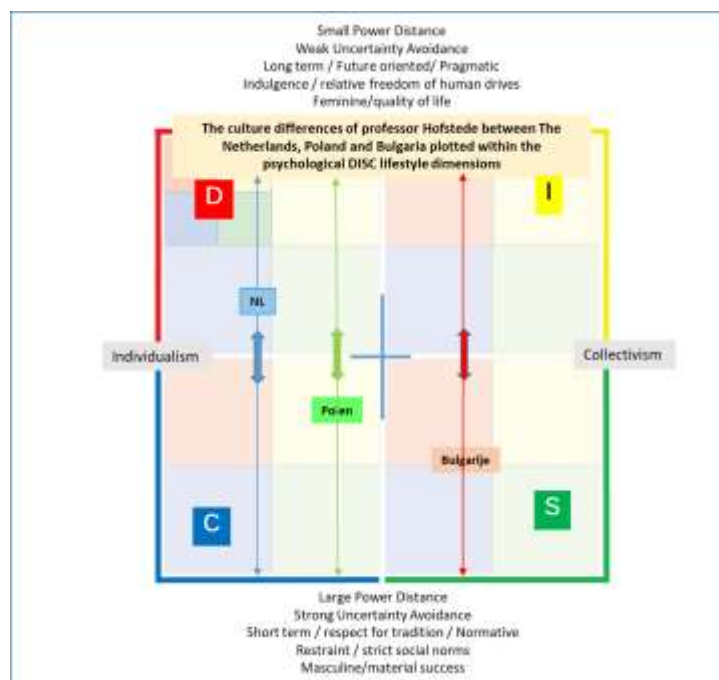 Small Power Distance
Weak Uncertainty Avoidance
Long term / Future oriented/ Pragmatic
Indulgence / relative freedom of human drives
Feminine/quality of life
The culture differences of professor Hofstede between The
Netherlands, Poland and Bulgaria plotted within the
psychological DISC lifestyle dimensions
D
I
NL
Individualism
Collectivism
Polen
Bulgarije
C
S
Large Power Distance
Strong Uncertainty Avoidance
Short term / respect for tradition / Normative
Restraint / strict social norms
Masculine/material success